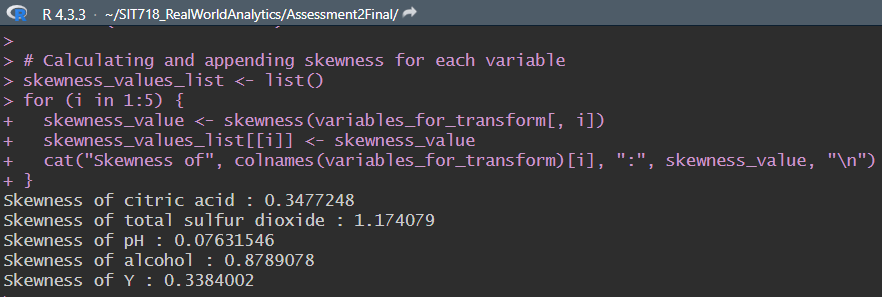 R 4.3.3 · ~/SIT718_RealWorldAnalytics/Assessment2Final/
>
> # Calculating and appending skewness for each variable
> skewness_values_list <- list()
> for (i in 1:5) {
+   skewness_value <- skewness(variables_for_transform[, i])
+   skewness_values_list[[i]] <- skewness_value
+   cat("Skewness of", colnames(variables_for_transform)[i], ":", skewness_value, "\n")
+ }
Skewness of citric acid : 0.3477248
Skewness of total sulfur dioxide : 1.174079
Skewness of pH : 0.07631546
Skewness of alcohol : 0.8789078
Skewness of Y : 0.3384002